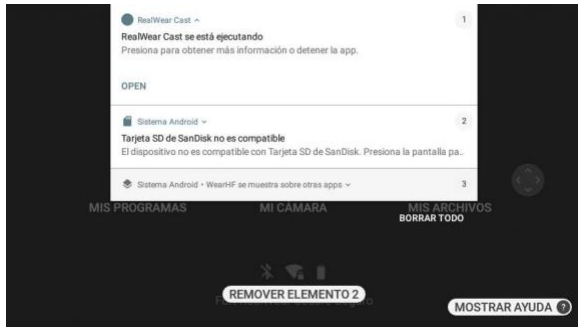 RealWear Cast
1
RealWear Cast se está ejecutando
Presiona para obtener más información o detener la app.
OPEN
Sistema Android
2
Tarjeta SD de SanDisk no es compatible
El dispositivo no es compatible con Tarjeta SD de SanDisk. Presiona la pantalla pa..
Sistema Android • WearHF se muestra sobre otras apps
3
MIS PROGRAMAS MI CÁMARA MIS ARCHIVOS
BORRAR TODO
REMOVER ELEMENTO 2
MOSTRAR AYUDA ?